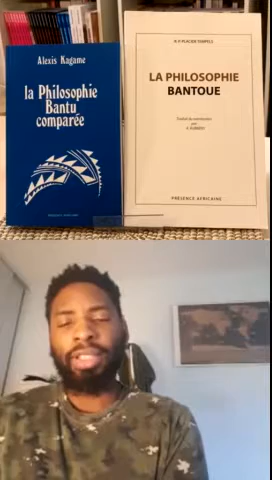 Alexis Kagame
la Philosophie
Bantu
comparée
R. P. PLACIDE TEMPELS
LA PHILOSOPHIE
BANTOUE
PRÉSENCE AFRICAINE